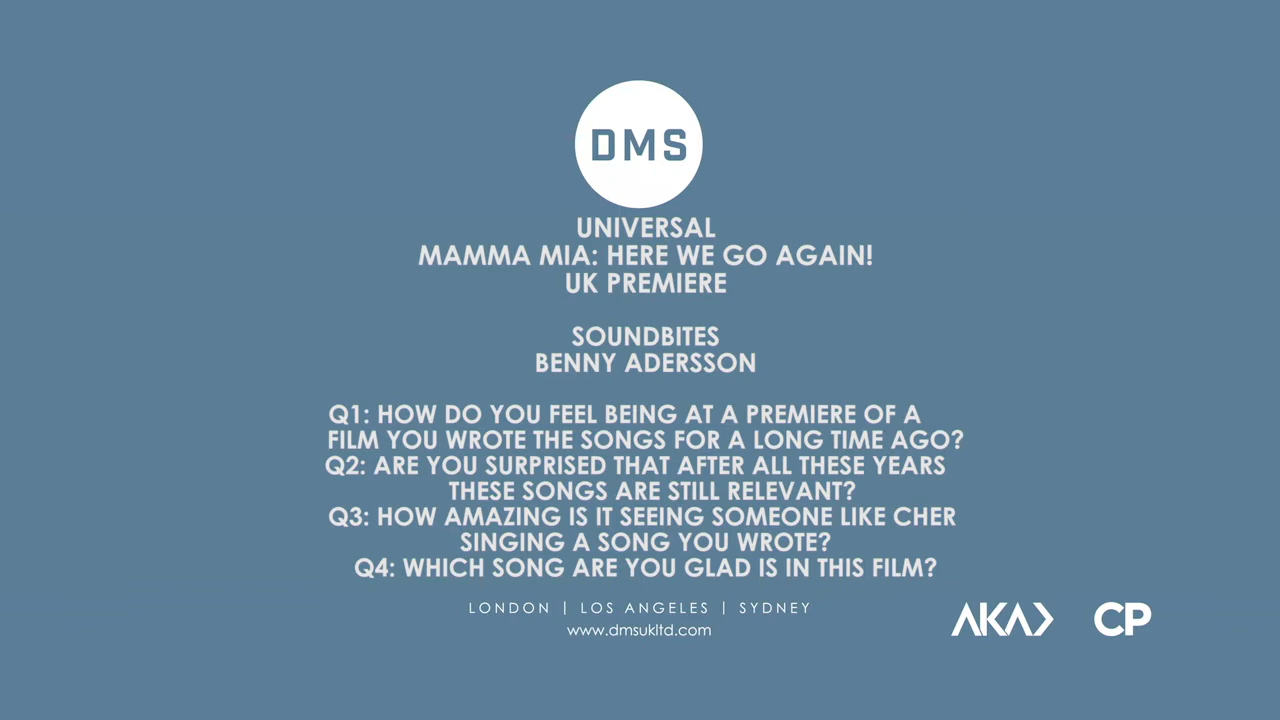 DMS
UNIVERSAL
MAMMA MIA: HERE WE GO AGAIN!
UK PREMIERE
SOUNDBITES
BENNY ADERSSON
Q1: HOW DO YOU FEEL BEING AT A PREMIERE OF A
FILM YOU WROTE THE SONGS FOR A LONG TIME AGO?
Q2: ARE YOU SURPRISED THAT AFTER ALL THESE YEARS
THESE SONGS ARE STILL RELEVANT?
Q3: HOW AMAZING IS IT SEEING SOMEONE LIKE CHER
SINGING A SONG YOU WROTE?
Q4: WHICH SONG ARE YOU GLAD IS IN THIS FILM?
LONDON | LOS ANGELES | SYDNEY
www.dmsukltd.com
AKA CP